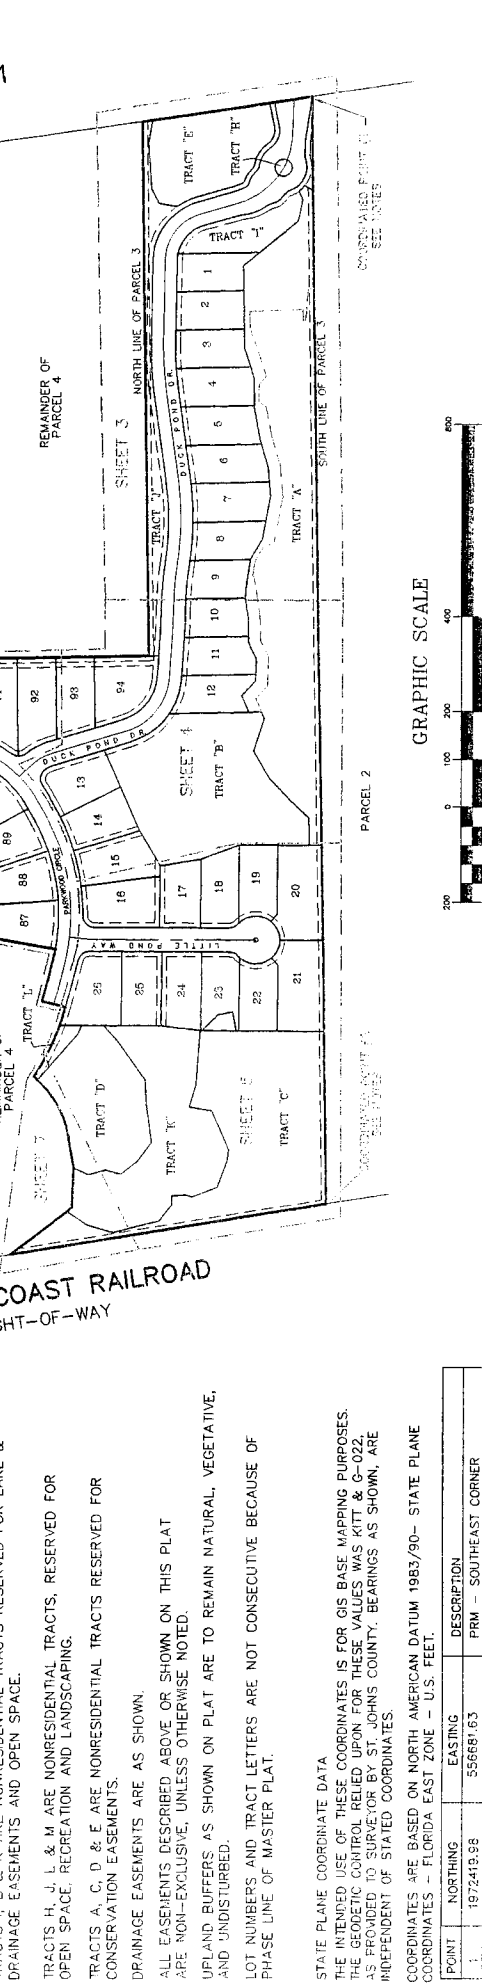 REMAINDER OF
PARCEL 4
SHEET 3
NORTH LINE OF PARCEL 3
TRACT "E"
TRACT "H"
TRACT "I"
COORDINATED POINT
SEE NOTES
1
2
3
4
5
6
7
8
9
10
11
12
DUCK POND DR.
TRACT "J"
TRACT "A"
SOUTH LINE OF PARCEL 3
92
93
94
DUCK POND DR
SHEET 4
TRACT "B"
PARCEL 2
13
14
15
16
17
18
19
20
89
88
87
PARKWOOD CIRCLE
LITTLE POND WAY
26
25
24
23
22
21
TRACT "L"
PARCEL 4
TRACT "D"
TRACT "K"
SHEET
TRACT "C"
SHEET 7
SEE NOTES
GRAPHIC SCALE
200
0
100
200
400
800
COAST RAILROAD
HT-OF-WAY
DRAINAGE EASEMENTS AND OPEN SPACE.
TRACTS H, J, L & M ARE NONRESIDENTIAL TRACTS, RESERVED FOR
OPEN SPACE, RECREATION AND LANDSCAPING.
TRACTS A, C, D & E ARE NONRESIDENTIAL TRACTS RESERVED FOR
CONSERVATION EASEMENTS.
DRAINAGE EASEMENTS ARE AS SHOWN.
ALL EASEMENTS DESCRIBED ABOVE OR SHOWN ON THIS PLAT
ARE NON-EXCLUSIVE, UNLESS OTHERWISE NOTED.
UPLAND BUFFERS AS SHOWN ON PLAT ARE TO REMAIN NATURAL, VEGETATIVE,
AND UNDISTURBED.
LOT NUMBERS AND TRACT LETTERS ARE NOT CONSECUTIVE BECAUSE OF
PHASE LINE OF MASTER PLAT.
STATE PLANE COORDINATE DATA
THE INTENDED USE OF THESE COORDINATES IS FOR GIS BASE MAPPING PURPOSES.
THE GEODETIC CONTROL RELIED UPON FOR THESE VALUES WAS KITT & G-022,
AS PROVIDED TO SURVEYOR BY ST. JOHNS COUNTY. BEARINGS AS SHOWN, ARE
INDEPENDENT OF STATED COORDINATES.
COORDINATES ARE BASED ON NORTH AMERICAN DATUM 1983/90- STATE PLANE
COORDINATES - FLORIDA EAST ZONE - U.S. FEET.
POINT NORTHING EASTING DESCRIPTION
1 1972419.98 556681.63 PRM - SOUTHEAST CORNER